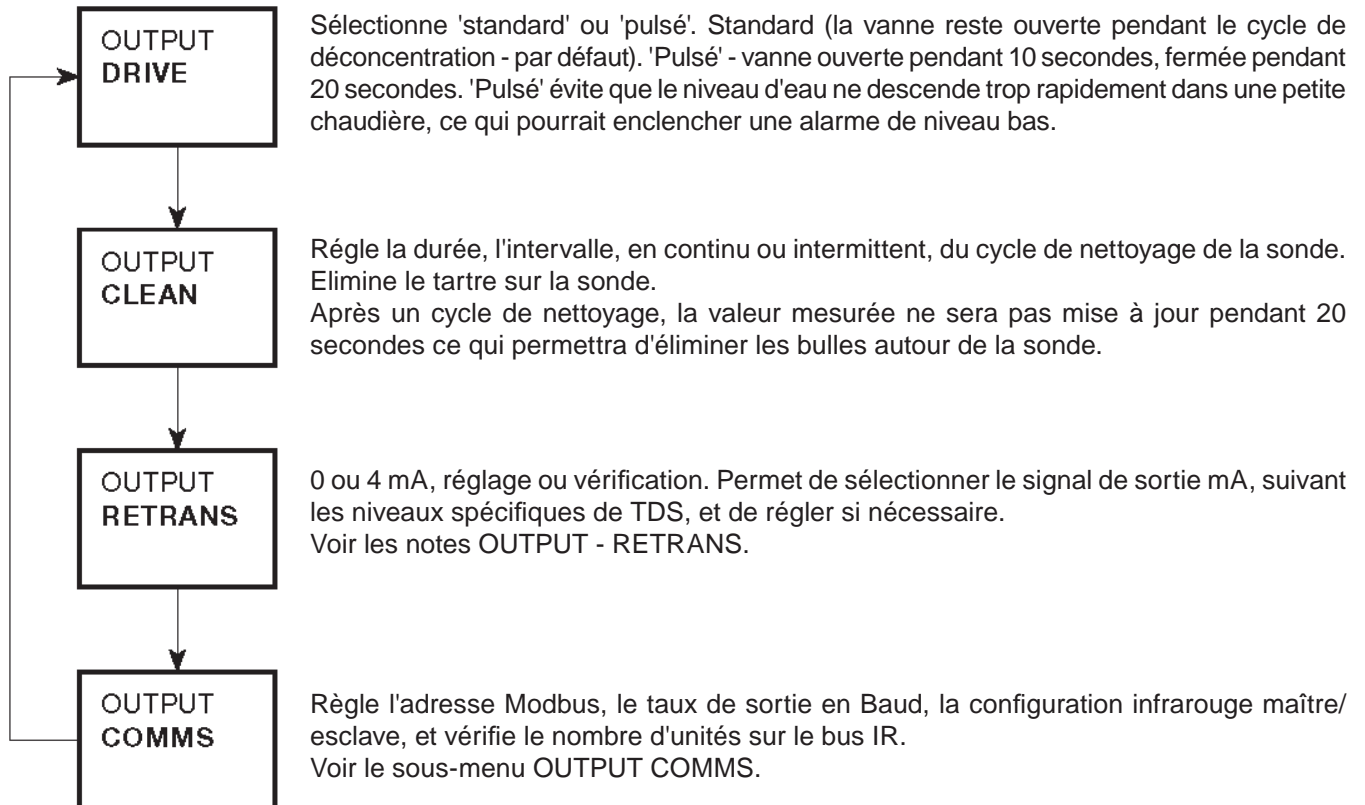 OUTPUT
DRIVE
Sélectionne 'standard' ou 'pulsé'. Standard (la vanne reste ouverte pendant le cycle de
déconcentration - par défaut). 'Pulsé' - vanne ouverte pendant 10 secondes, fermée pendant
20 secondes. 'Pulsé' évite que le niveau d'eau ne descende trop rapidement dans une petite
chaudière, ce qui pourrait enclencher une alarme de niveau bas.
OUTPUT
CLEAN
Régle la durée, l'intervalle, en continu ou intermittent, du cycle de nettoyage de la sonde.
Elimine le tartre sur la sonde.
Après un cycle de nettoyage, la valeur mesurée ne sera pas mise à jour pendant 20
secondes ce qui permettra d'éliminer les bulles autour de la sonde.
OUTPUT
RETRANS
0 ou 4 mA, réglage ou vérification. Permet de sélectionner le signal de sortie mA, suivant
les niveaux spécifiques de TDS, et de régler si nécessaire.
Voir les notes OUTPUT - RETRANS.
OUTPUT
COMMS
Règle l'adresse Modbus, le taux de sortie en Baud, la configuration infrarouge maître/
esclave, et vérifie le nombre d'unités sur le bus IR.
Voir le sous-menu OUTPUT COMMS.